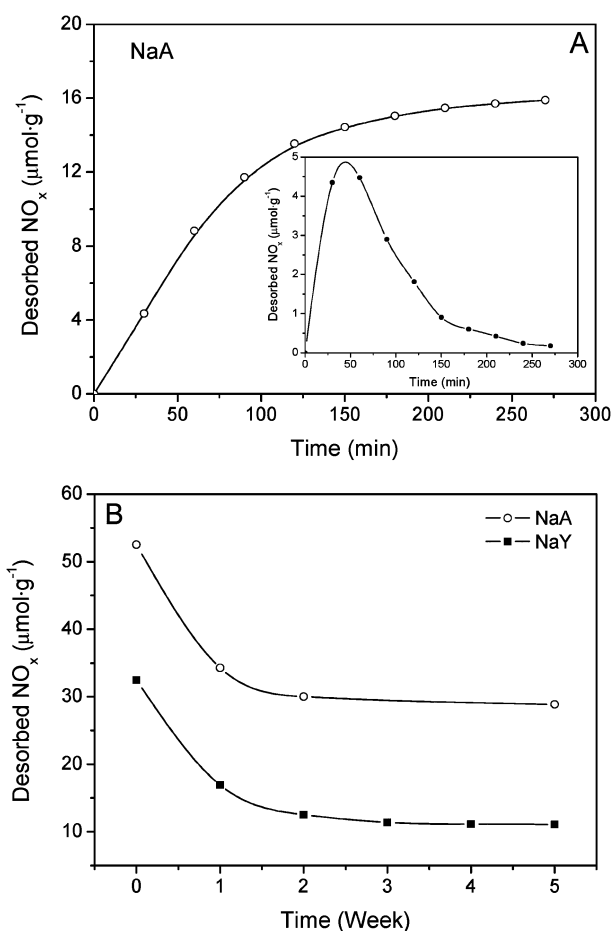 NaA
A
Desorbed NOx (μmol·g-1)
20
16
12
8
4
0
0 50 100 150 200 250 300
Time (min)
Desorbed NOx (μmol·g-1)
5
4
3
2
1
0
0 50 100 150 200 250 300
Time (min)
B
NaA
NaY
Desorbed NOx (μmol·g-1)
60
50
40
30
20
10
0 1 2 3 4 5
Time (Week)